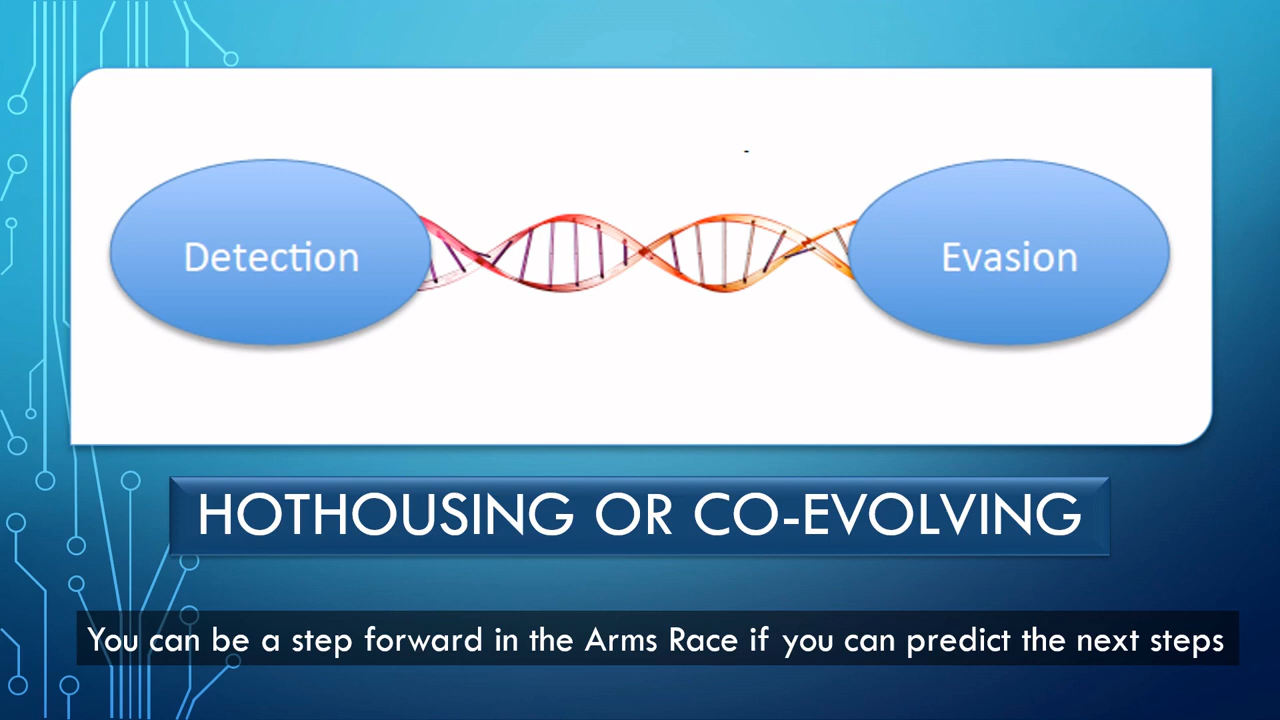 Detection
Evasion
HOTHOUSING OR CO-EVOLVING
You can be a step forward in the Arms Race if you can predict the next steps